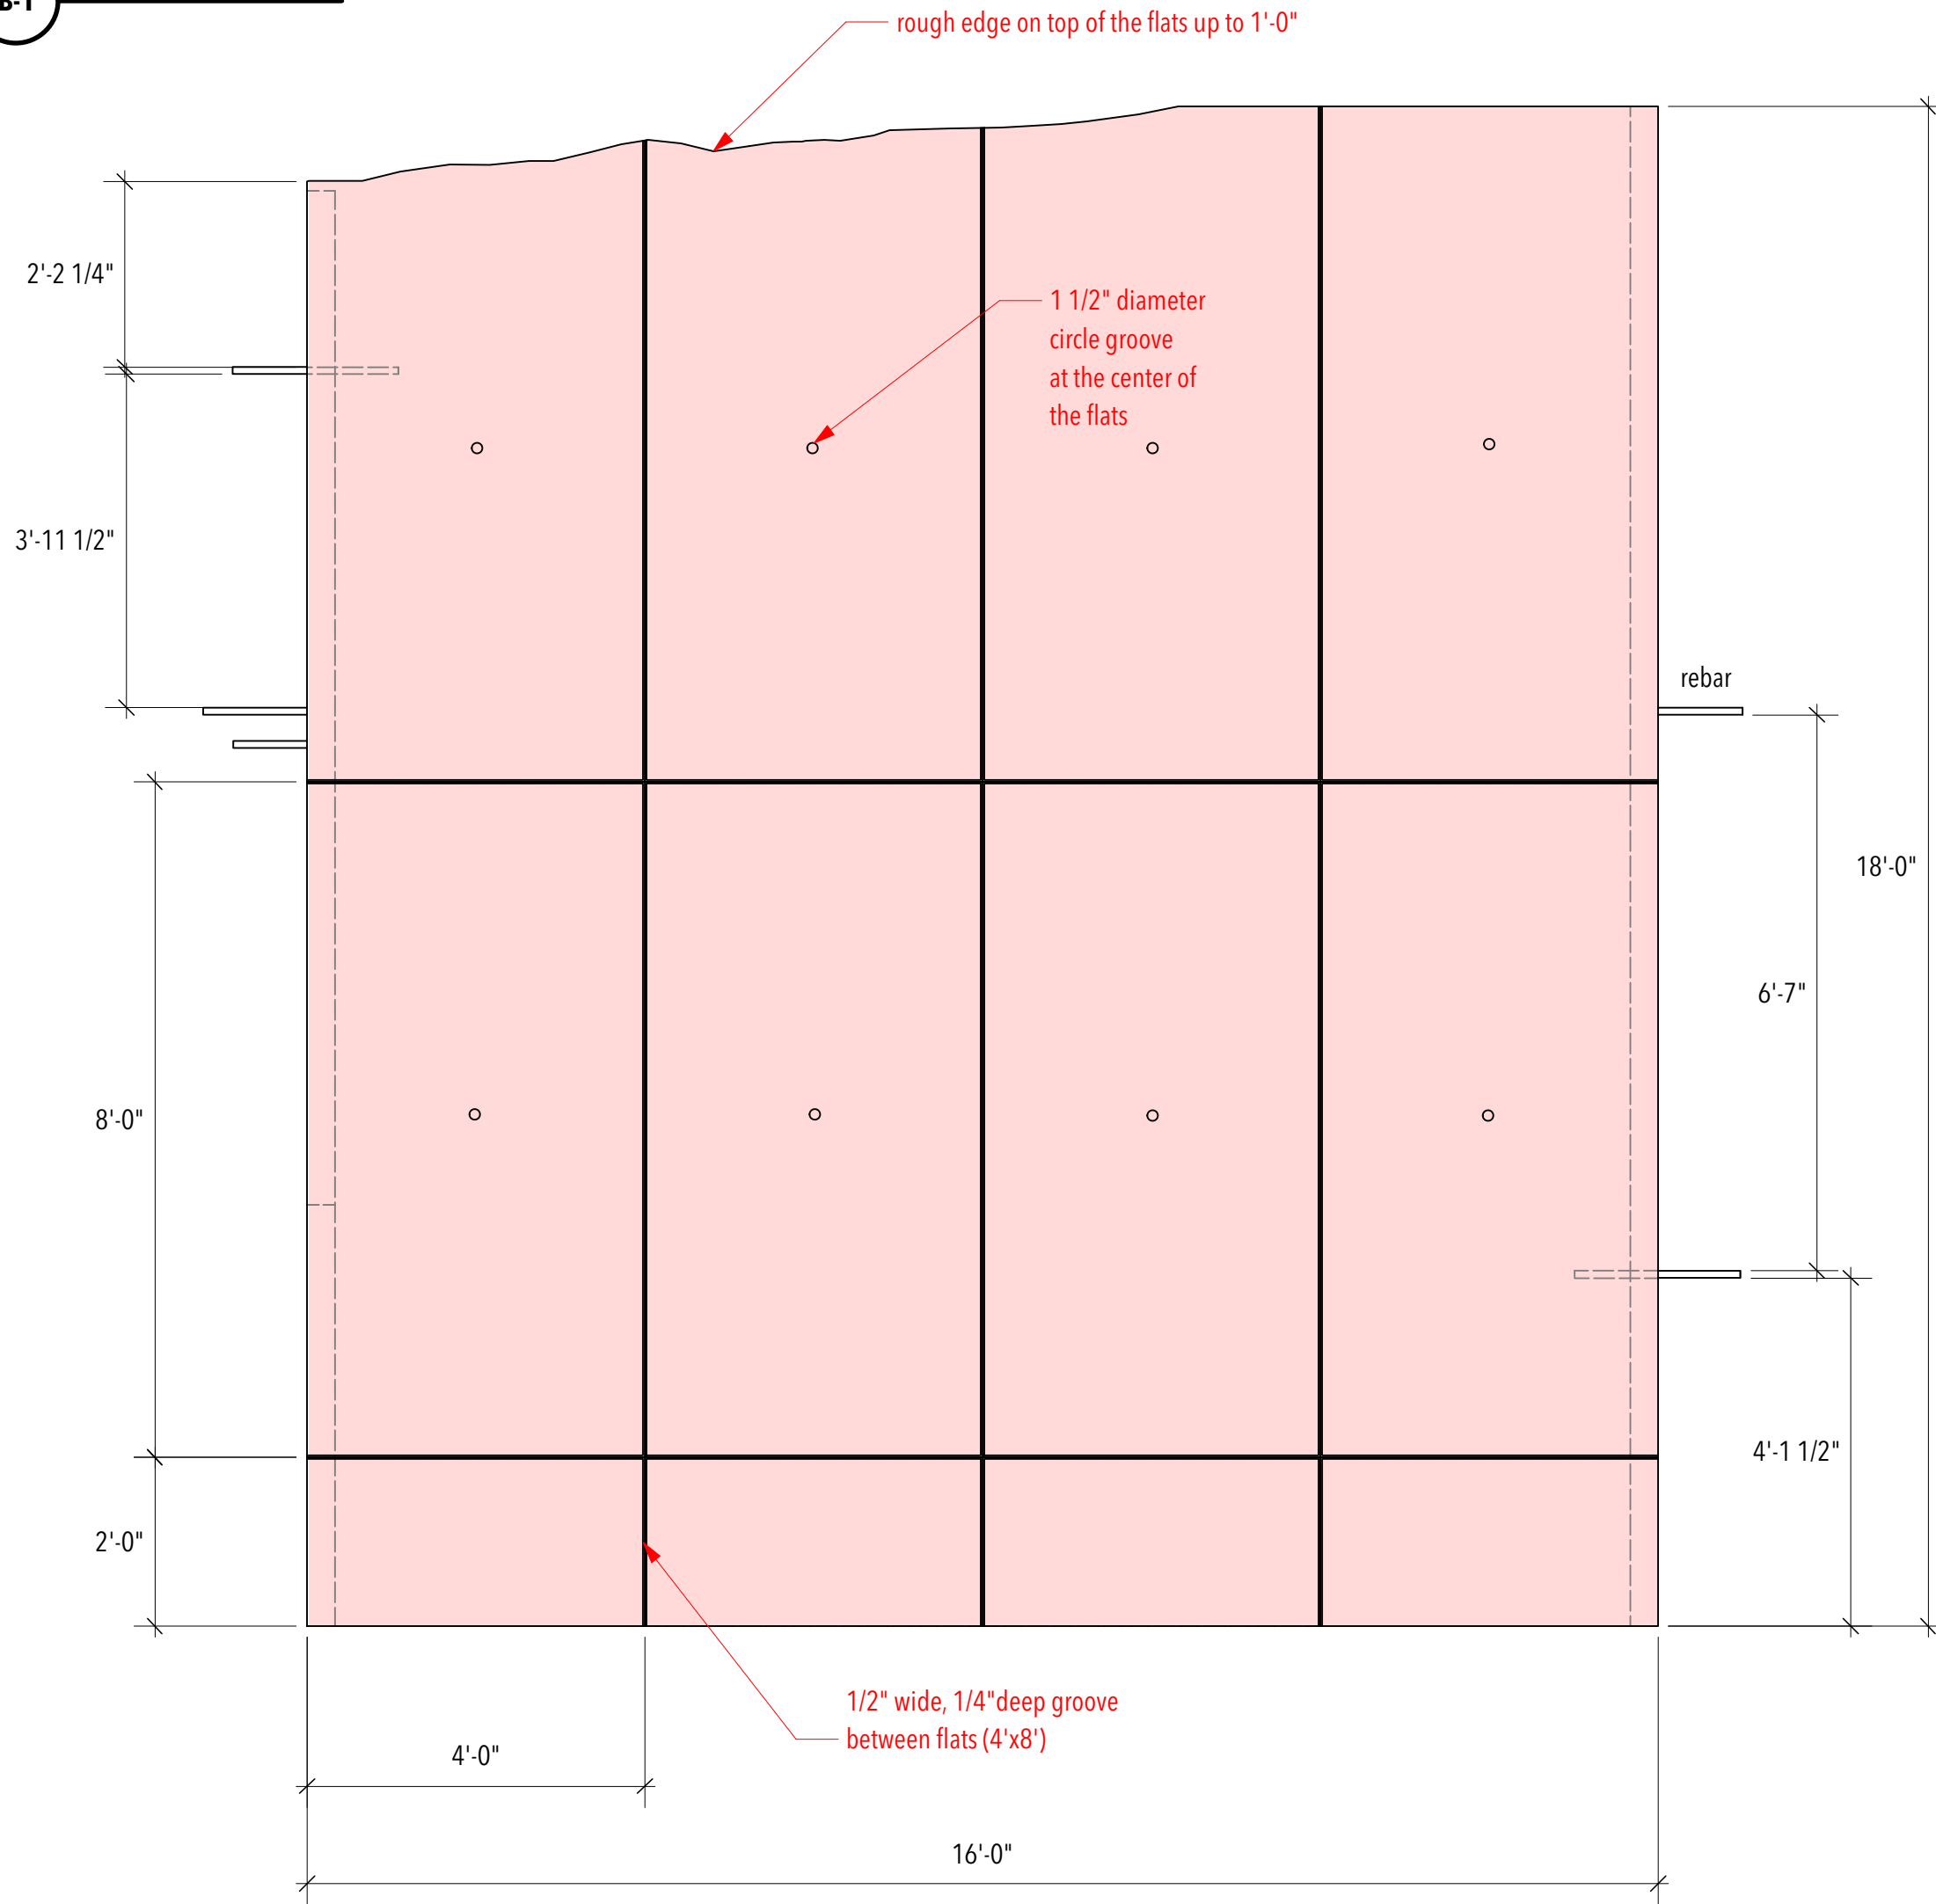 B-1
rough edge on top of the flats up to 1'-0"
2'-2 1/4"
1 1/2" diameter
circle groove
at the center of
the flats
3'-11 1/2"
rebar
18'-0"
6'-7"
8'-0"
4'-1 1/2"
2'-0"
1/2" wide, 1/4"deep groove
between flats (4'x8')
4'-0"
16'-0"